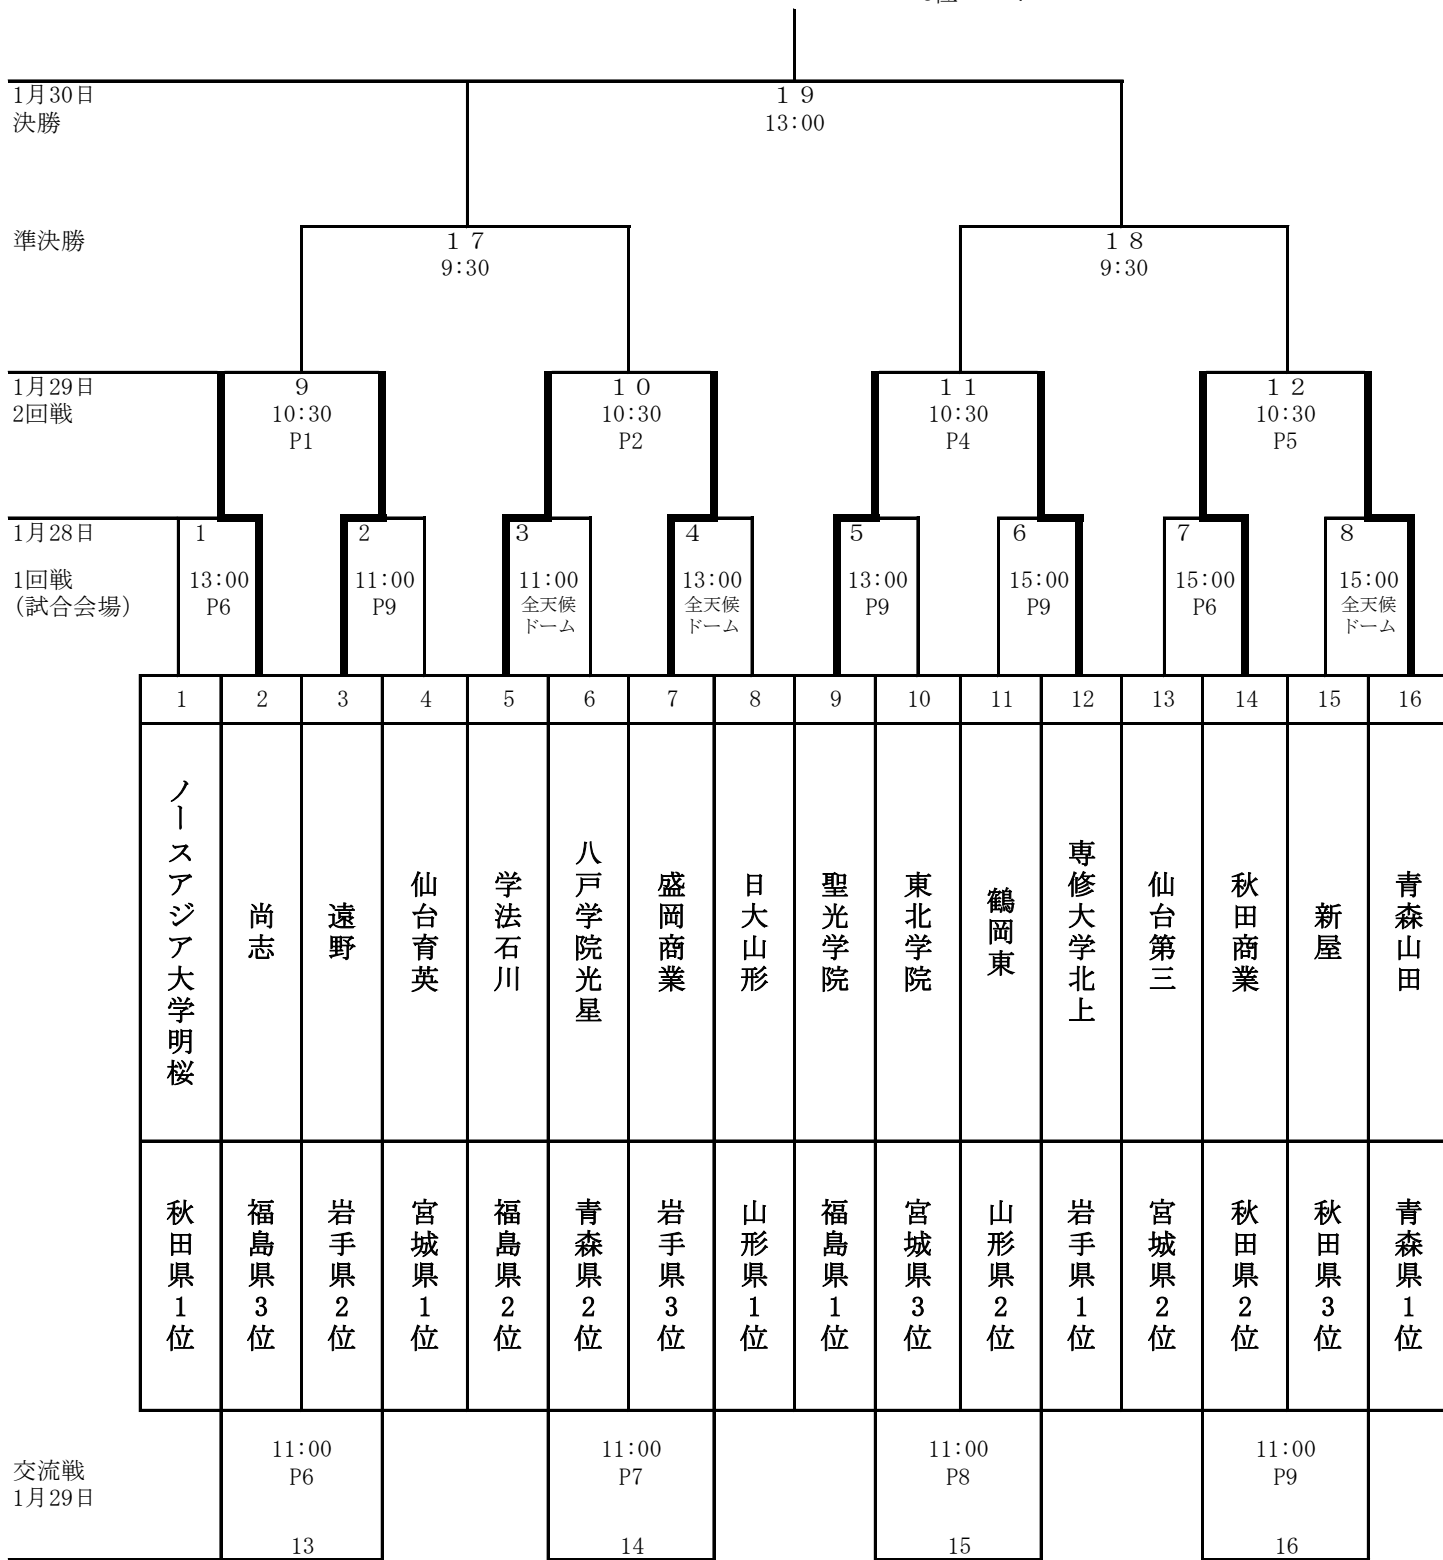 1月30日
決勝
19
13:00
準決勝
17
9:30
18
9:30
1月29日
2回戦
9
10:30
P1
10
10:30
P2
11
10:30
P4
12
10:30
P5
1月28日
1回戦
(試合会場)
1
13:00
P6
2
11:00
P9
3
11:00
全天候
ドーム
4
13:00
全天候
ドーム
5
13:00
P9
6
15:00
P9
7
15:00
P6
8
15:00
全天候
ドーム
1 2 3 4 5 6 7 8 9 10 11 12 13 14 15 16
ノースアジア大学明桜
尚志
遠野
仙台育英
学法石川
八戸学院光星
盛岡商業
日大山形
聖光学院
東北学院
鶴岡東
専修大学北上
仙台第三
秋田商業
新屋
青森山田
秋田県1位
福島県3位
岩手県2位
宮城県1位
福島県2位
青森県2位
岩手県3位
山形県1位
福島県1位
宮城県3位
山形県2位
岩手県1位
宮城県2位
秋田県2位
秋田県3位
青森県1位
交流戦
1月29日
11:00
P6
13
11:00
P7
14
11:00
P8
15
11:00
P9
16